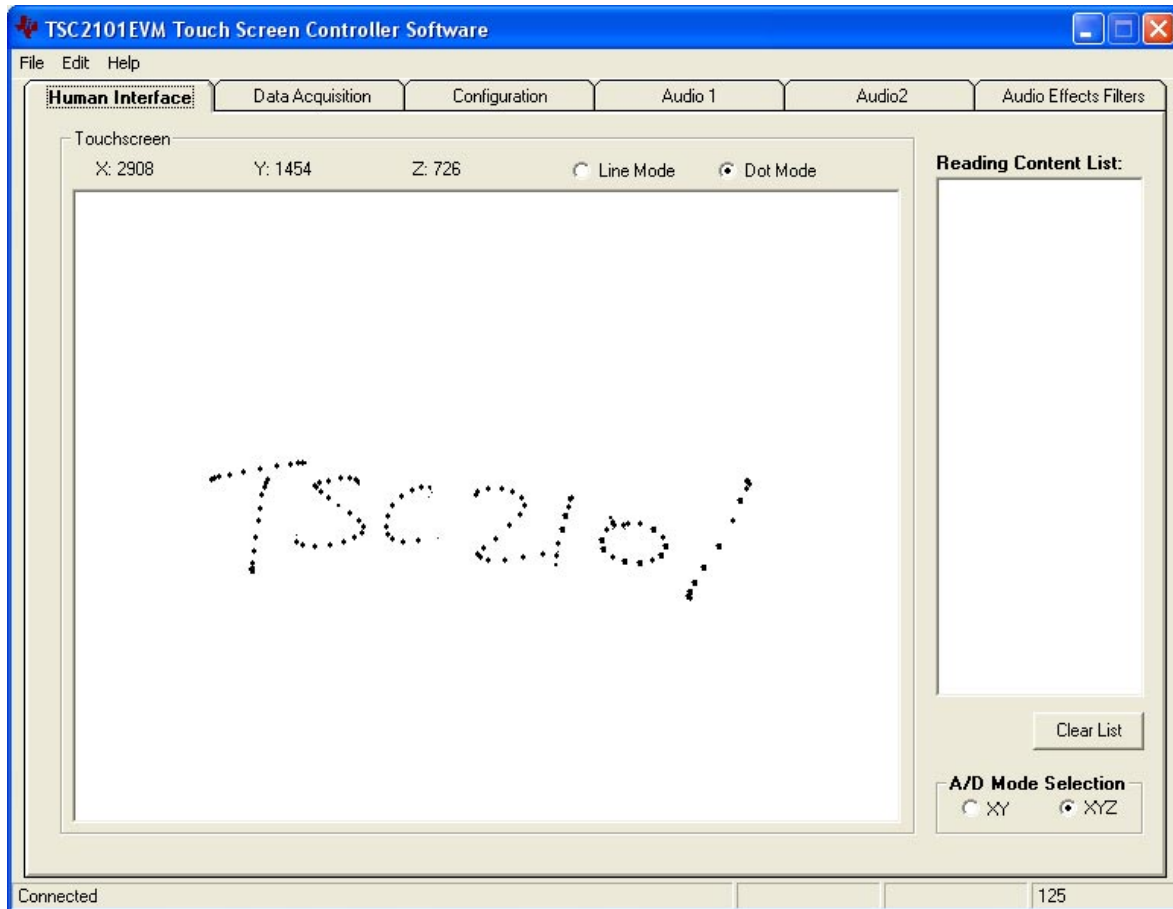 TSC2101EVM Touch Screen Controller Software
File Edit Help
Human Interface Data Acquisition Configuration Audio 1 Audio2 Audio Effects Filters
Touchscreen
X: 2908 Y: 1454 Z: 726 Line Mode Dot Mode
Reading Content List:
TSC2101
Clear List
A/D Mode Selection
XY XYZ
Connected 125